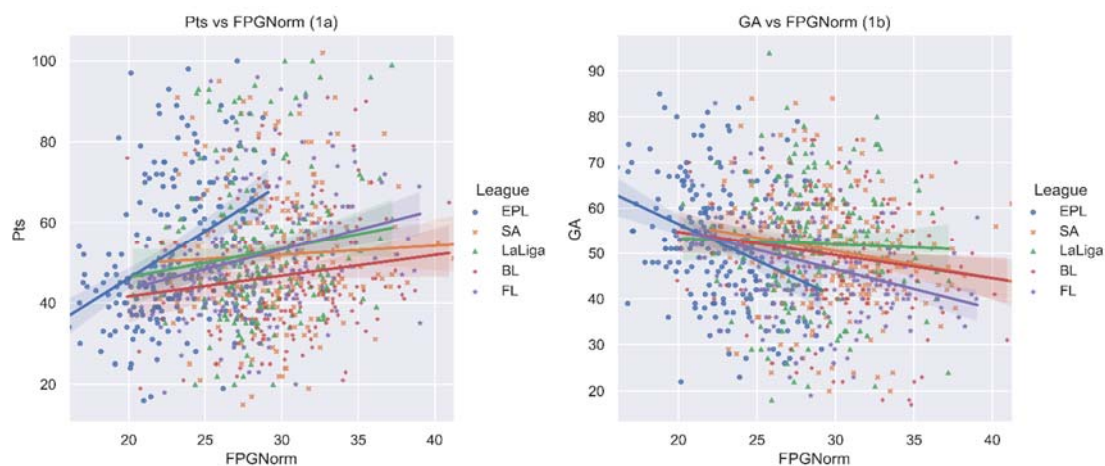 Pts vs FPGNorm (1a)
100
80
60
40
20
Pts
20 25 30 35 40
FPGNorm
League
EPL
SA
LaLiga
BL
FL
GA vs FPGNorm (1b)
90
80
70
60
50
40
30
20
GA
20 25 30 35 40
FPGNorm
League
EPL
SA
LaLiga
BL
FL